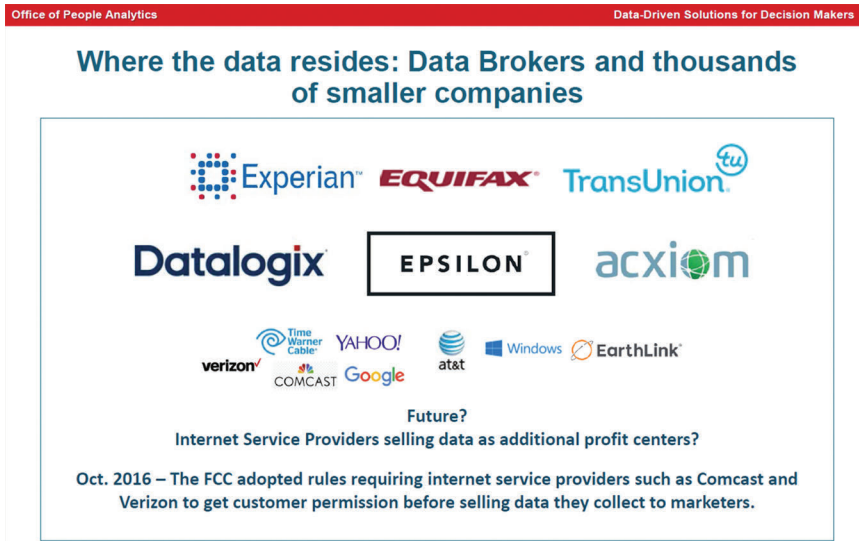 Office of People Analytics
Data-Driven Solutions for Decision Makers
Where the data resides: Data Brokers and thousands
of smaller companies
Experian™
EQUIFAX®
TransUnion®
tu
Datalogix
EPSILON®
acxiom
Time
Warner
Cable®
YAHOO!
at&t
Windows
EarthLink®
verizon✓
COMCAST
Google
Future?
Internet Service Providers selling data as additional profit centers?
Oct. 2016 – The FCC adopted rules requiring internet service providers such as Comcast and
Verizon to get customer permission before selling data they collect to marketers.